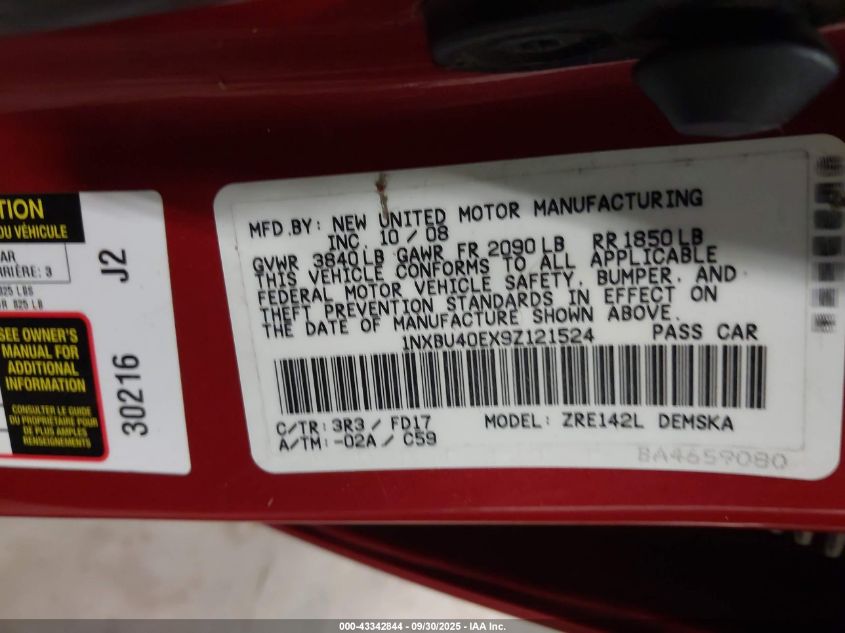 TION
DU VÉHICULE
AR
RRIÈRE: 3
825 LBS
R 825 LB
SEE OWNER'S
MANUAL FOR
ADDITIONAL
INFORMATION
CONSULTER LE GUIDE
DU PROPRIÉTAIRE POUR
DE PLUS AMPLES
RENSEIGNEMENTS
J2
30216
MFD.BY: NEW UNITED MOTOR MANUFACTURING
INC. 10/08
GVWR 3840LB GAWR FR 2090LB RR1850LB
THIS VEHICLE CONFORMS TO ALL APPLICABLE
FEDERAL MOTOR VEHICLE SAFETY, BUMPER, AND
THEFT PREVENTION STANDARDS IN EFFECT ON
THE DATE OF MANUFACTURE SHOWN ABOVE.
1NXBU40EX9Z121524 PASS CAR
C/TR: 3R3 / FD17 MODEL: ZRE142L DEMSKA
A/TM: -02A / C59
BA4659080
000-43342844 / 09/30/2025 / IAA Inc.